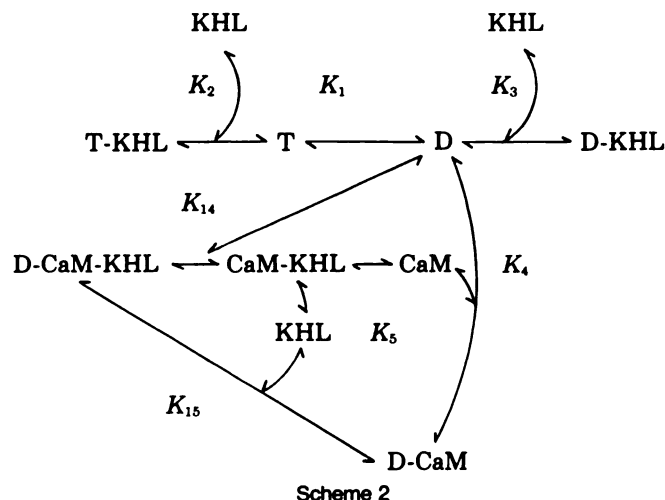 KHL KHL
K₂ K₁ K₃
T-KHL T D D-KHL
K₁₄
D-CaM-KHL CaM-KHL CaM K₄
KHL K₅
K₁₅
D-CaM
Scheme 2